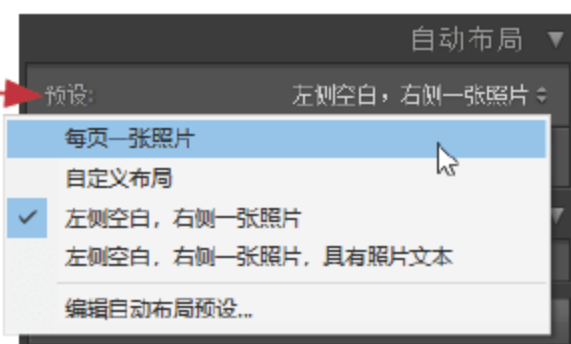 自动布局
预设: 左侧空白，右侧一张照片
每页一张照片
自定义布局
左侧空白，右侧一张照片
左侧空白，右侧一张照片，具有照片文本
编辑自动布局预设...